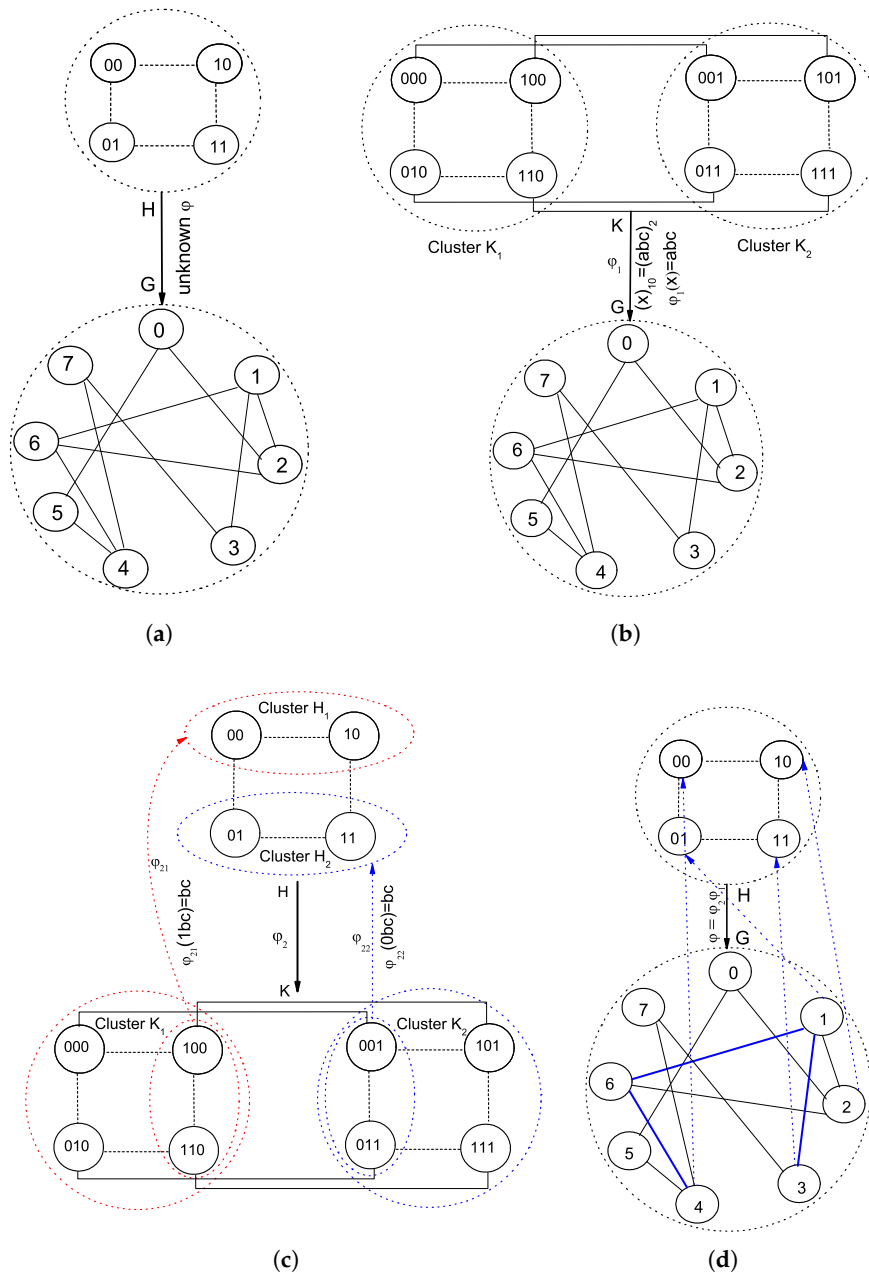 00
10
01
11
H
unknown φ
G
0
7
1
6
2
5
3
4
(a)
000
100
001
101
010
110
011
111
Cluster K1
Cluster K2
K
φ1
(x)10=(abc)2
φ1(x)=abc
G
0
7
1
6
2
5
3
4
(b)
Cluster H1
00
10
01
11
Cluster H2
φ21
φ21(1bc)=bc
H
φ2
K
φ22
φ22(0bc)=bc
Cluster K1
Cluster K2
000
100
001
101
010
110
011
111
(c)
00
10
01
11
H
G
0
7
1
6
2
5
3
4
(d)